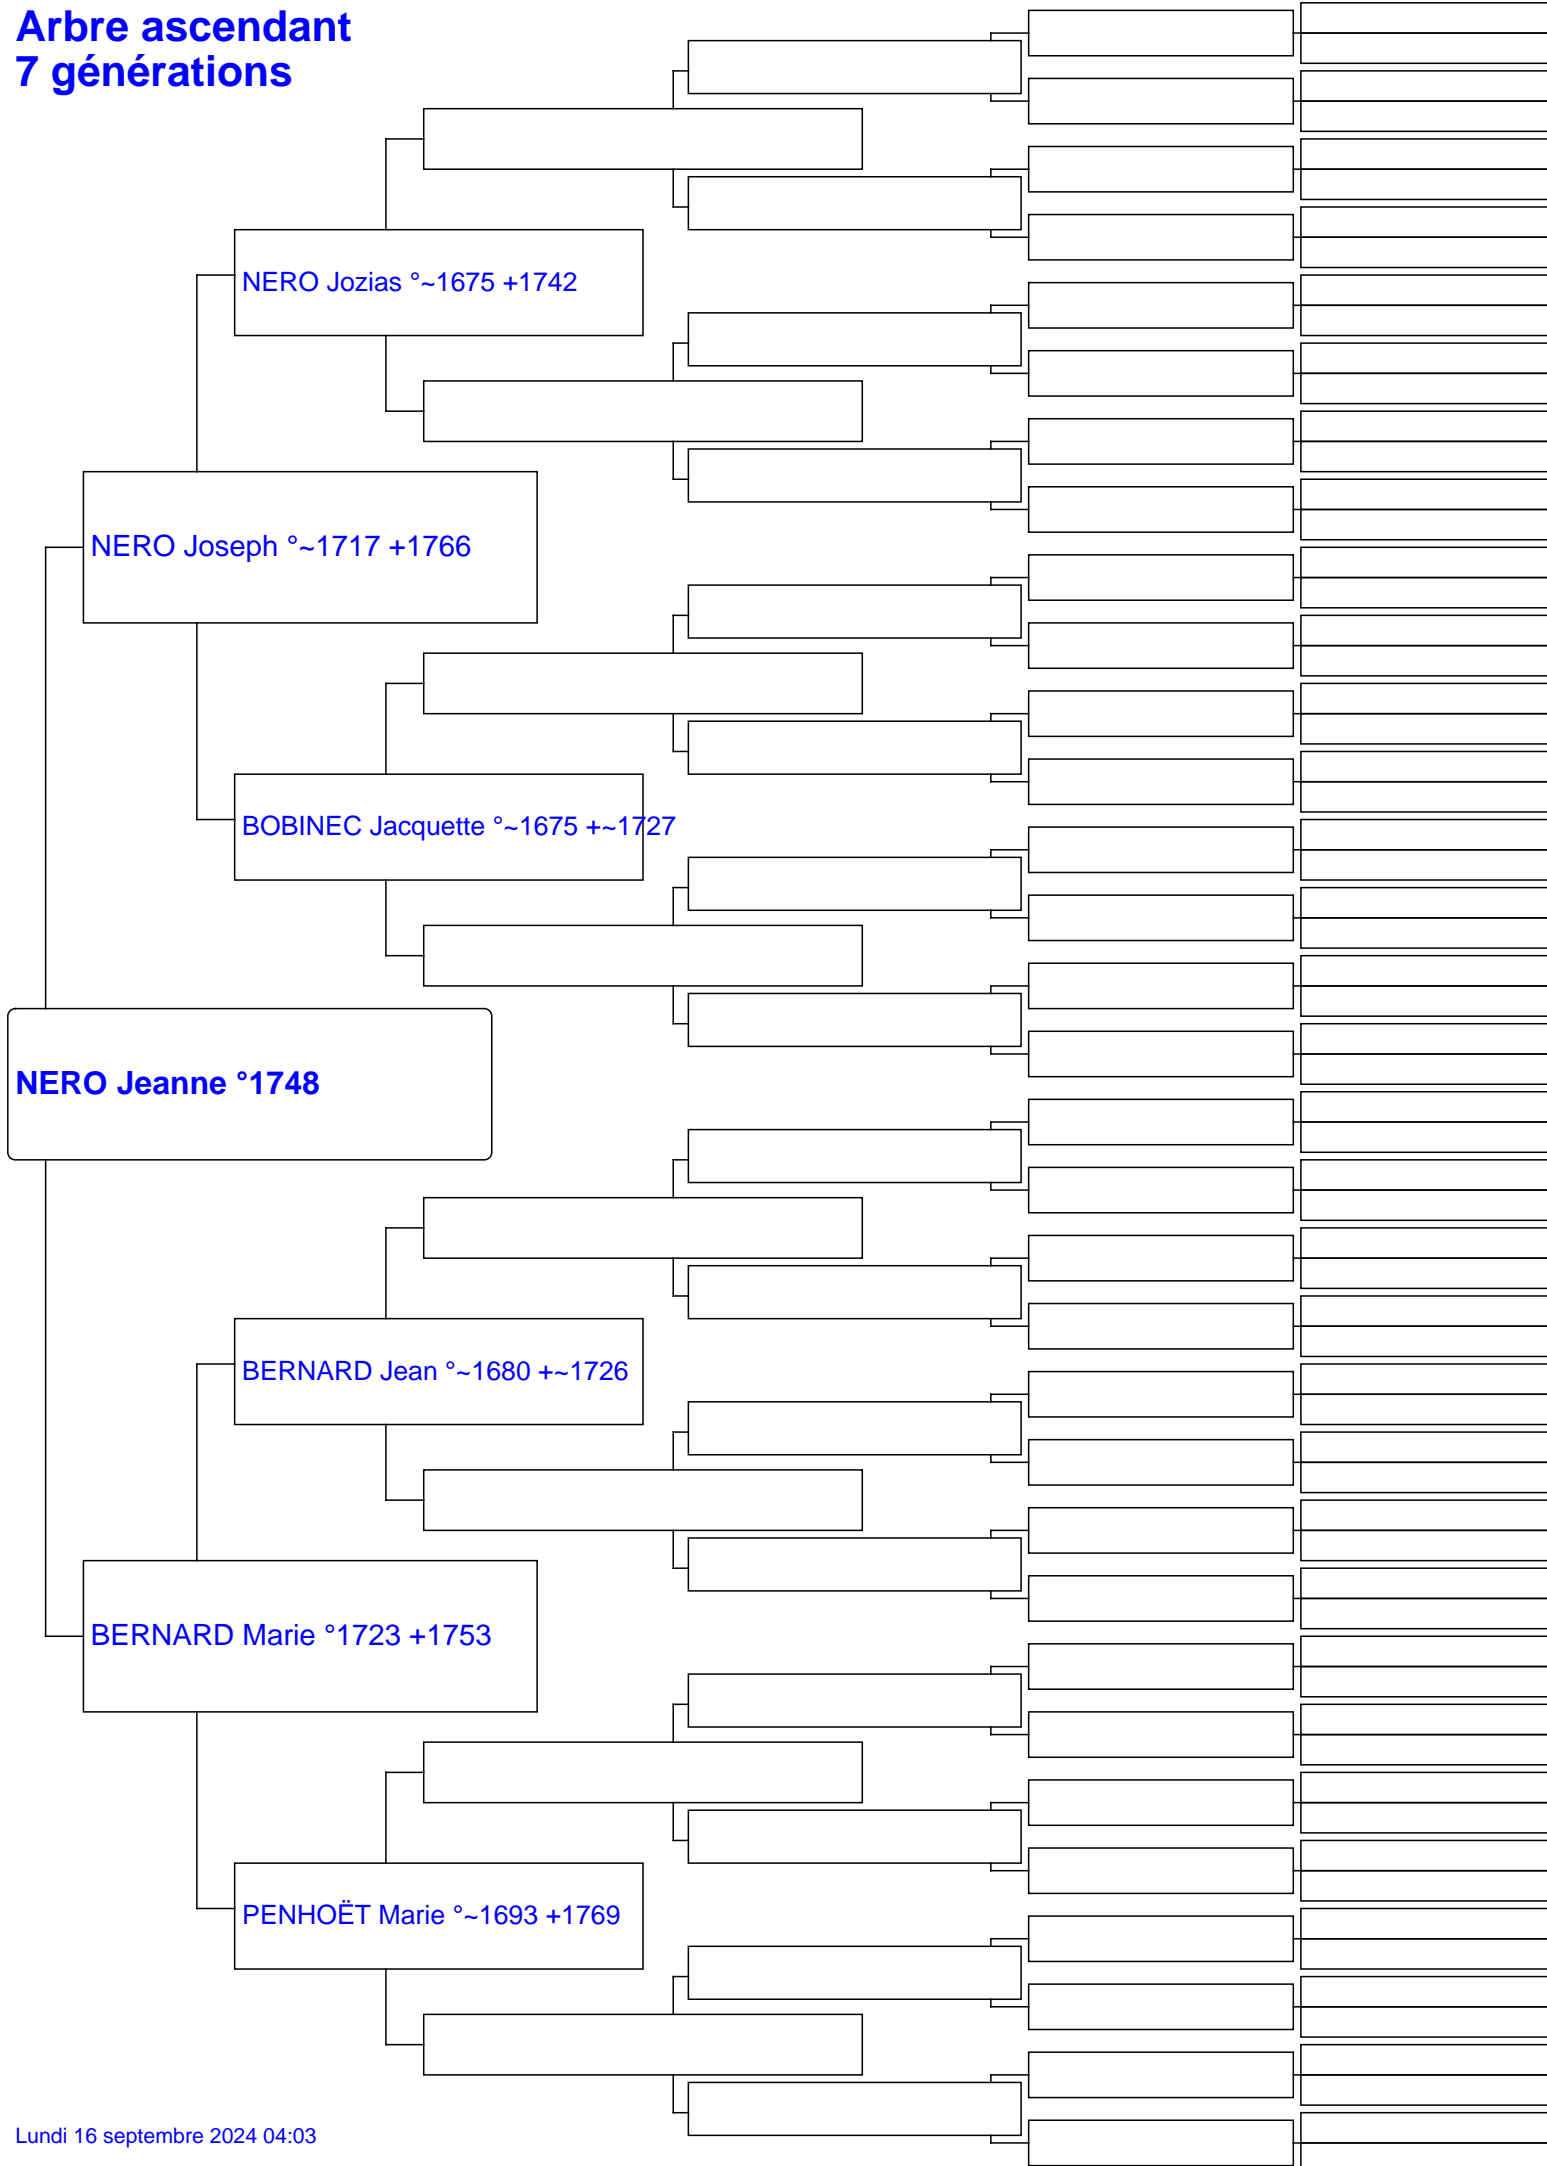 Arbre ascendant
7 générations
NERO Jozias °~1675 +1742
NERO Joseph °~1717 +1766
BOBINEC Jacquette °~1675 +~1727
NERO Jeanne °1748
BERNARD Jean °~1680 +~1726
BERNARD Marie °1723 +1753
PENHOËT Marie °~1693 +1769
Lundi 16 septembre 2024 04:03